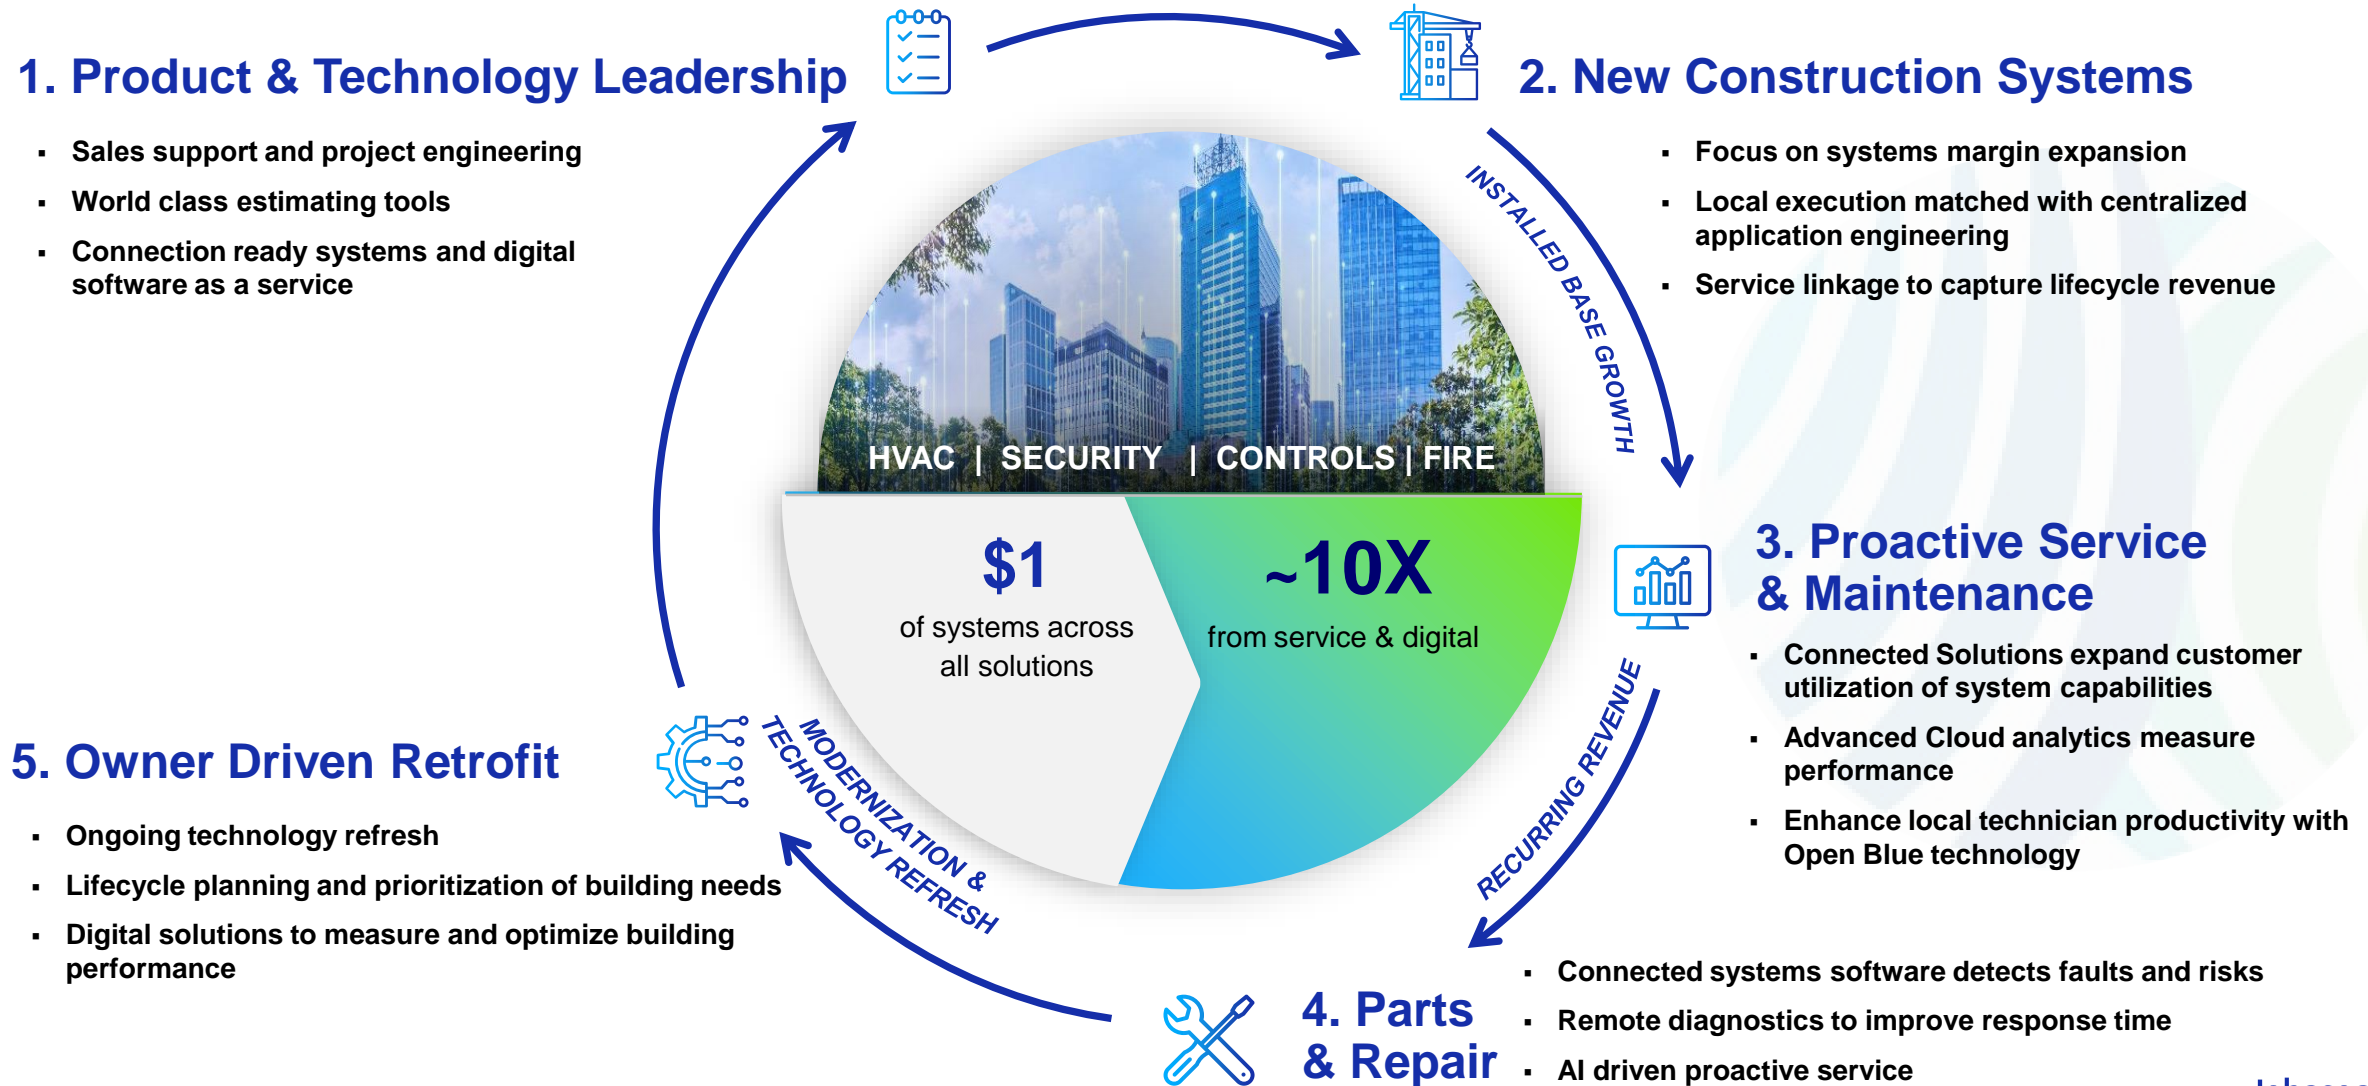 1. Product & Technology Leadership
▪ Sales support and project engineering
▪ World class estimating tools
▪ Connection ready systems and digital
software as a service
2. New Construction Systems
▪ Focus on systems margin expansion
▪ Local execution matched with centralized
application engineering
▪ Service linkage to capture lifecycle revenue
INSTALLED BASE GROWTH
HVAC | SECURITY | CONTROLS | FIRE
$1
of systems across
all solutions
~10X
from service & digital
3. Proactive Service
& Maintenance
▪ Connected Solutions expand customer
utilization of system capabilities
▪ Advanced Cloud analytics measure
performance
▪ Enhance local technician productivity with
Open Blue technology
RECURRING REVENUE
4. Parts
& Repair
▪ Connected systems software detects faults and risks
▪ Remote diagnostics to improve response time
▪ AI driven proactive service
MODERNIZATION &
TECHNOLOGY REFRESH
5. Owner Driven Retrofit
▪ Ongoing technology refresh
▪ Lifecycle planning and prioritization of building needs
▪ Digital solutions to measure and optimize building
performance